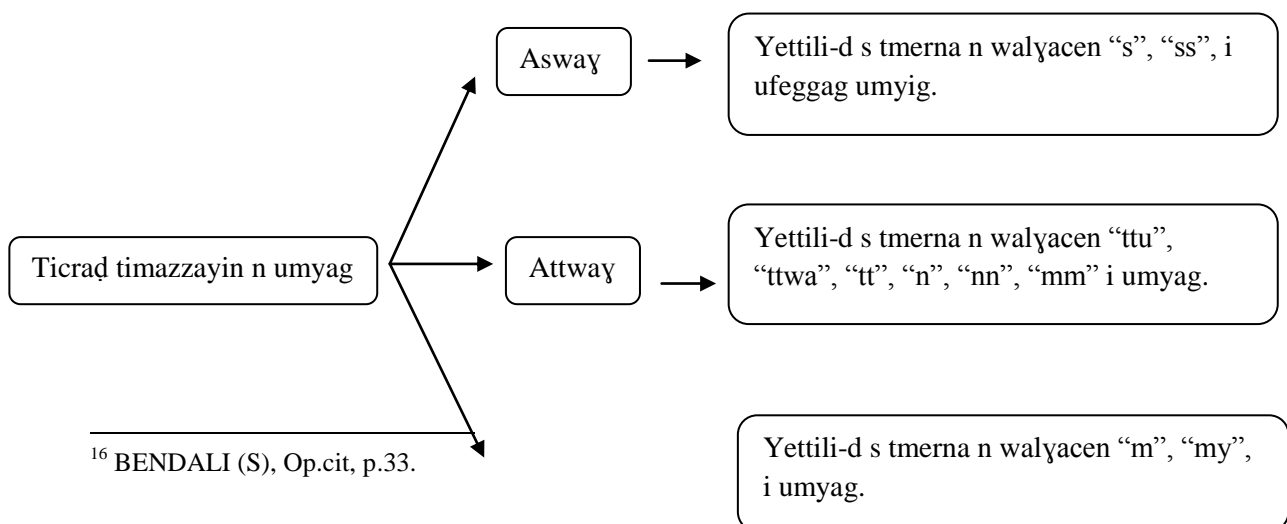 Aswaɣ
Yettili-d s tmerna n walɣacen “s”, “ss”, i
ufeggag umyig.
Ticraḍ timazzayin n umyag
Attwaɣ
Yettili-d s tmerna n walɣacen “ttu”,
“ttwa”, “tt”, “n”, “nn”, “mm” i umyag.
Yettili-d s tmerna n walɣacen “m”, “my”,
i umyag.
16 BENDALI (S), Op.cit, p.33.